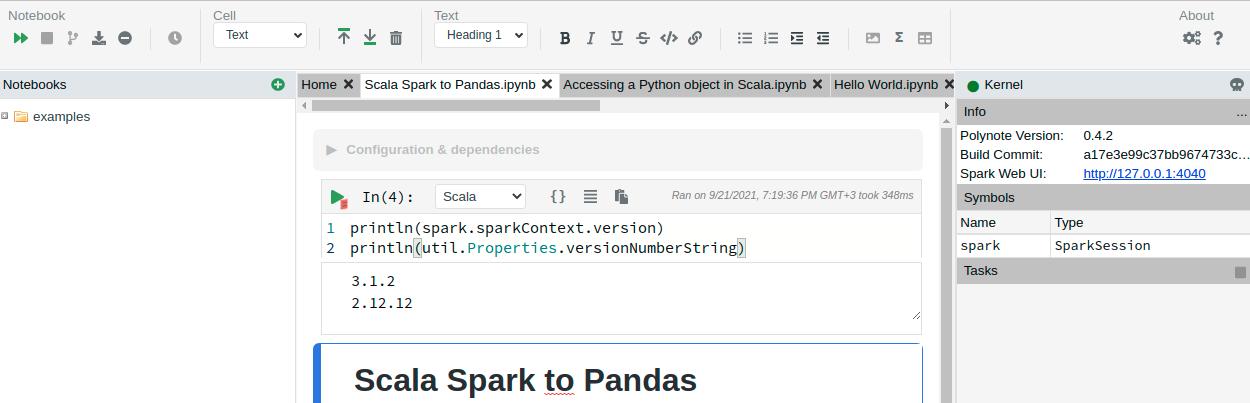 Notebook
Cell
Text
Text
Heading 1
B I U S
Σ
About
?
Notebooks
examples
Home
Scala Spark to Pandas.ipynb
Accessing a Python object in Scala.ipynb
Hello World.ipynb
Configuration & dependencies
In(4): Scala {} Ran on 9/21/2021, 7:19:36 PM GMT+3 took 348ms
1 println(spark.sparkContext.version)
2 println(util.Properties.versionNumberString)
3.1.2
2.12.12
Scala Spark to Pandas
Kernel
Info ...
Polynote Version: 0.4.2
Build Commit: a17e3e99c37bb9674733c...
Spark Web UI: http://127.0.0.1:4040
Symbols
Name Type
spark SparkSession
Tasks